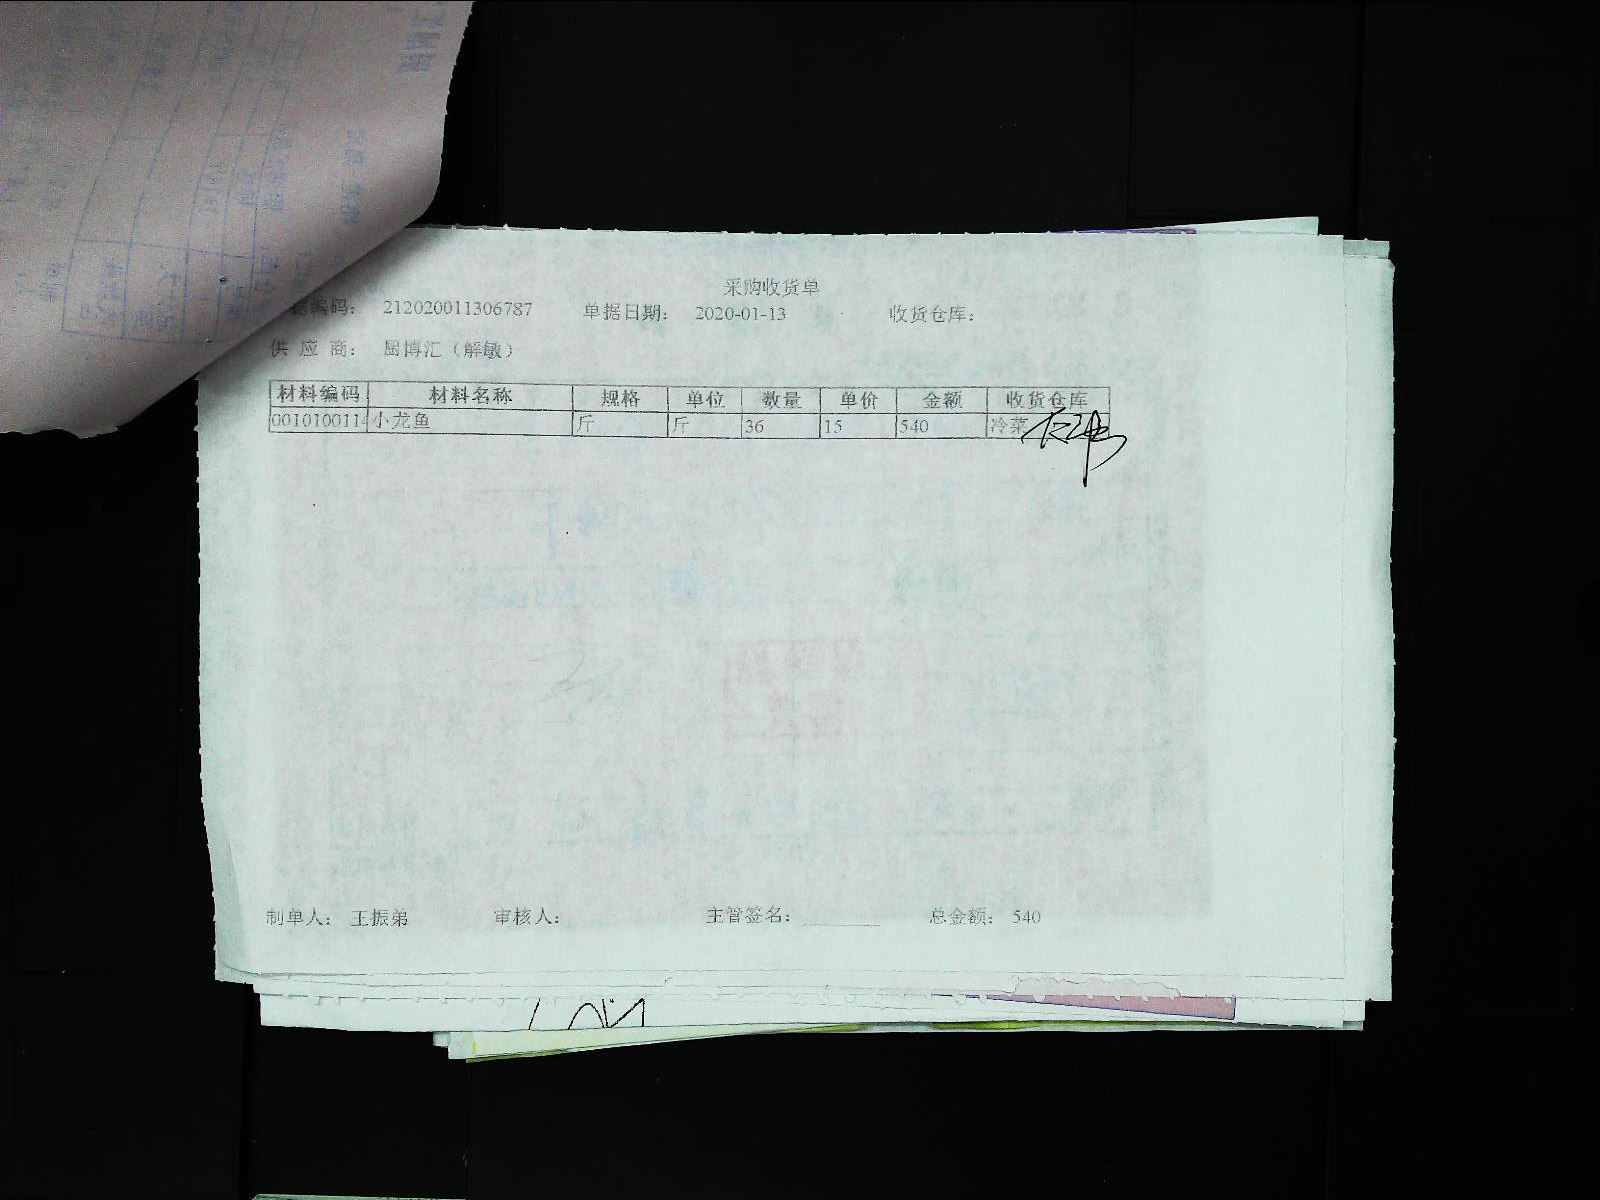 采购收货单
据编码： 212020011306787 单据日期： 2020-01-13 收货仓库：
供 应 商： 屈博汇（解敏）
材料编码 材料名称 规格 单位 数量 单价 金额 收货仓库
0010100114 小龙鱼 斤 斤 36 15 540 冷菜
制单人： 王振弟 审核人： 主管签名： 总金额： 540